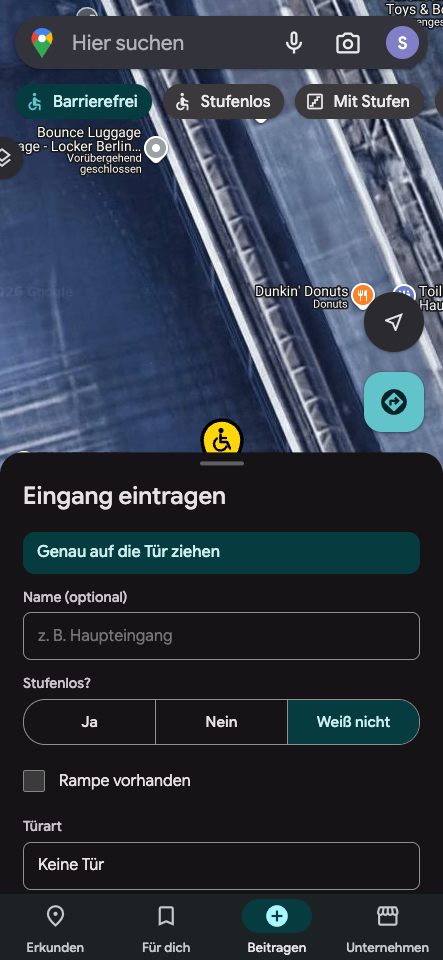 Toys & B
Hier suchen
S
Barrierefrei
Stufenlos
Mit Stufen
Bounce Luggage
age - Locker Berlin...
Vorübergehend
geschlossen
Dunkin' Donuts
Donuts
Toil
Hau
Eingang eintragen
Genau auf die Tür ziehen
Name (optional)
z. B. Haupteingang
Stufenlos?
Ja
Nein
Weiß nicht
Rampe vorhanden
Türart
Keine Tür
Erkunden
Für dich
Beitragen
Unternehmen